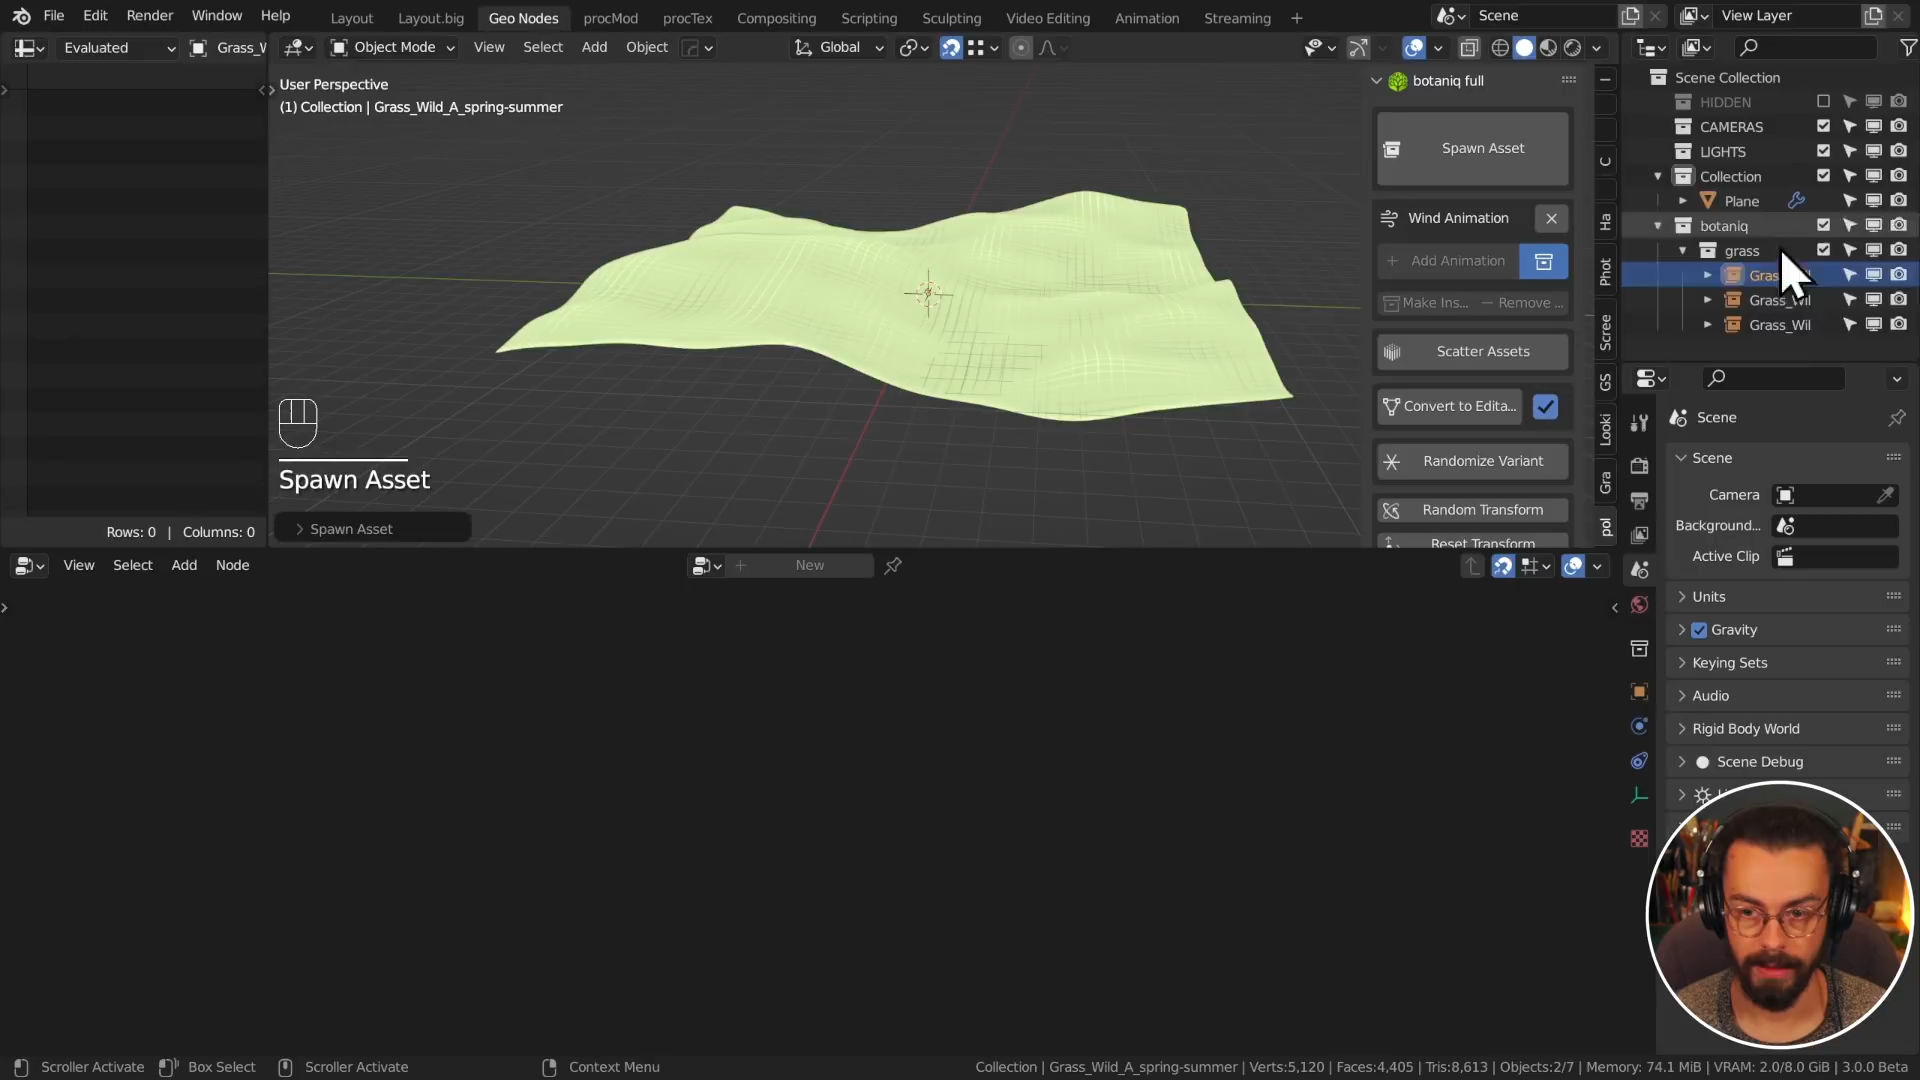 File Edit Render Window Help
Layout Layout.big Geo Nodes procMod procTex Compositing Scripting Sculpting Video Editing Animation Streaming +
Scene
View Layer
Evaluated
Object Mode View Select Add Object
Global
User Perspective
(1) Collection | Grass_Wild_A_spring-summer
botaniq full
Spawn Asset
Wind Animation
+ Add Animation
Make Ins... — Remove ...
Scatter Assets
Convert to Edita...
Randomize Variant
Random Transform
Reset Transform
C
Ha
Phot
Scree
GS
Looki
Gra
pol
Scene Collection
HIDDEN
CAMERAS
LIGHTS
Collection
Plane
botaniq
grass
Grass_Wil
Grass_Wil
Spawn Asset
Spawn Asset
Rows: 0 | Columns: 0
View Select Add Node
+ New
Scene
Scene
Camera
Background...
Active Clip
Units
Gravity
Keying Sets
Audio
Rigid Body World
Scene Debug
Scroller Activate Box Select Scroller Activate Context Menu
Collection | Grass_Wild_A_spring-summer | Verts:5,120 | Faces:4,405 | Tris:8,613 | Objects:2/7 | Memory: 74.1 MiB | VRAM: 2.0/8.0 GiB | 3.0.0 Beta